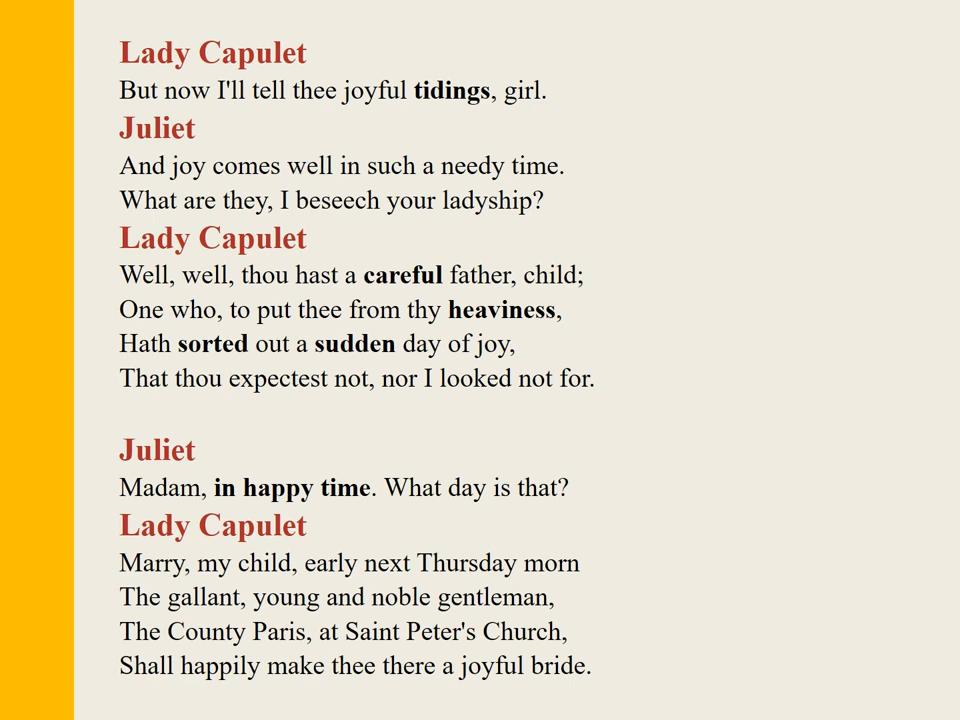 Lady Capulet
But now I'll tell thee joyful tidings, girl.
Juliet
And joy comes well in such a needy time.
What are they, I beseech your ladyship?
Lady Capulet
Well, well, thou hast a careful father, child;
One who, to put thee from thy heaviness,
Hath sorted out a sudden day of joy,
That thou expectest not, nor I looked not for.
Juliet
Madam, in happy time. What day is that?
Lady Capulet
Marry, my child, early next Thursday morn
The gallant, young and noble gentleman,
The County Paris, at Saint Peter's Church,
Shall happily make thee there a joyful bride.